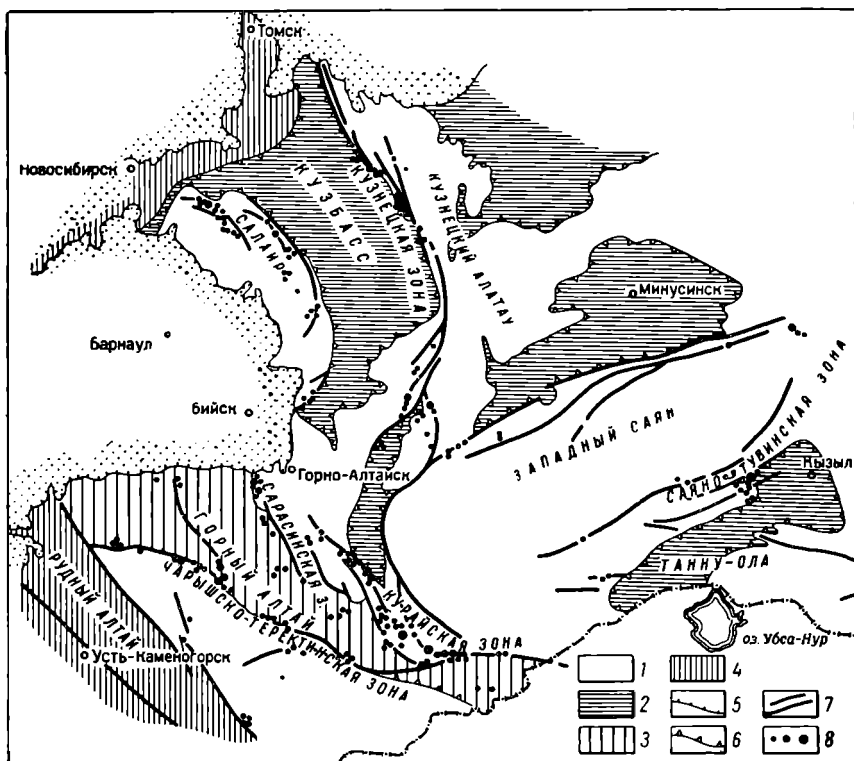 Томск
Новосибирск
КУЗБАСС
КУЗНЕЦКАЯ ЗОНА
КУЗНЕЦКИЙ АЛАТАУ
САЛАИР
Минусинск
Барнаул
Бийск
ЗАПАДНЫЙ САЯН
САЯНО-ТУВИНСКАЯ ЗОНА
Кызыл
Горно-Алтайск
САРАСИНСКАЯ З.
ГОРНЫЙ АЛТАЙ
ТАННУ-ОЛА
РУДНЫЙ АЛТАЙ
ЧАРЫШСКО-ТЕРЕКТИНСКАЯ ЗОНА
КУРАЙСКАЯ ЗОНА
оз. Убса-Нур
Усть-Каменогорск
1 4
2 5 7
3 6 8